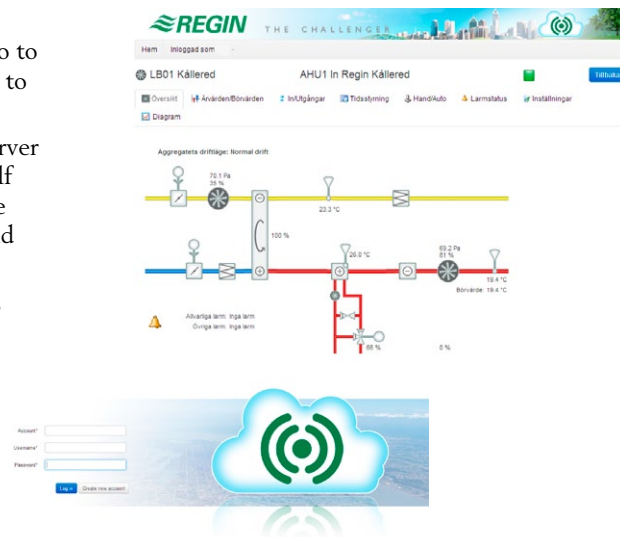 o to
to
rver
lf
e
d
REGIN THE CHALLENGER
Hem Inloggad som -
LB01 Kållered AHU1 In Regin Kållered Tillbaka
Översikt Ärvärden/Börvärden In/Utgångar Tidsstyrning Hand/Auto Larmstatus Inställningar
Diagram
Aggregatets driftläge: Normal drift
70.1 Pa
35 %
23.3 °C
100 %
26.0 °C
69.2 Pa
81 %
19.4 °C
Börvärde: 19.4 °C
Allvarliga larm: Inga larm
Övriga larm: Inga larm
66 % 0 %
Account*
Username*
Password*
Log in Create new account